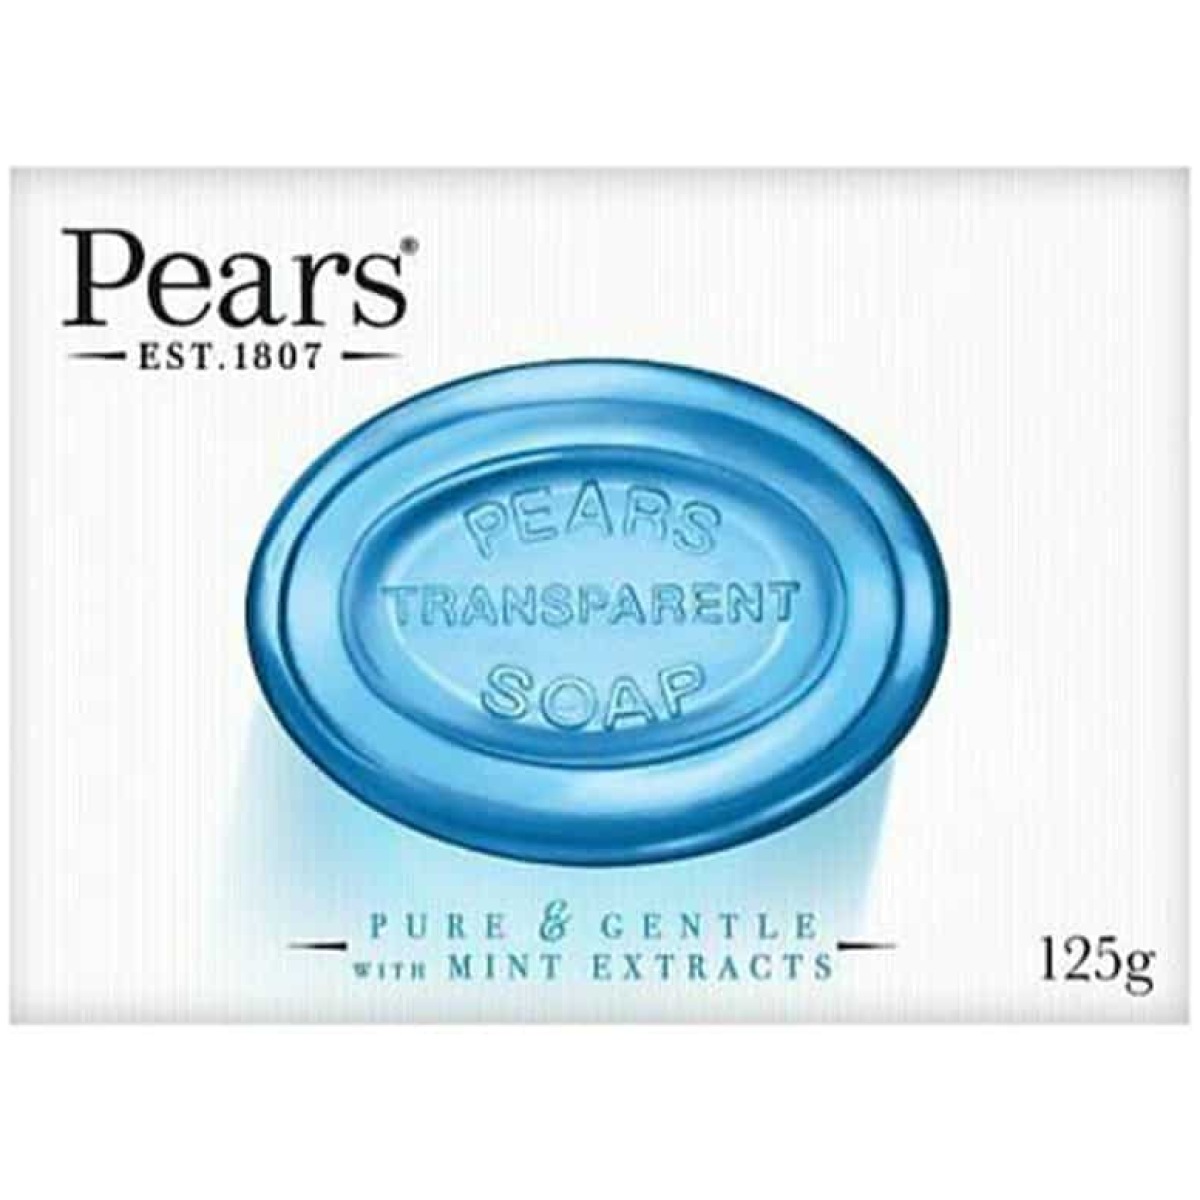 Pears®
EST.1807
PEARS
TRANSPARENT
SOAP
PURE & GENTLE
WITH MINT EXTRACTS
125g